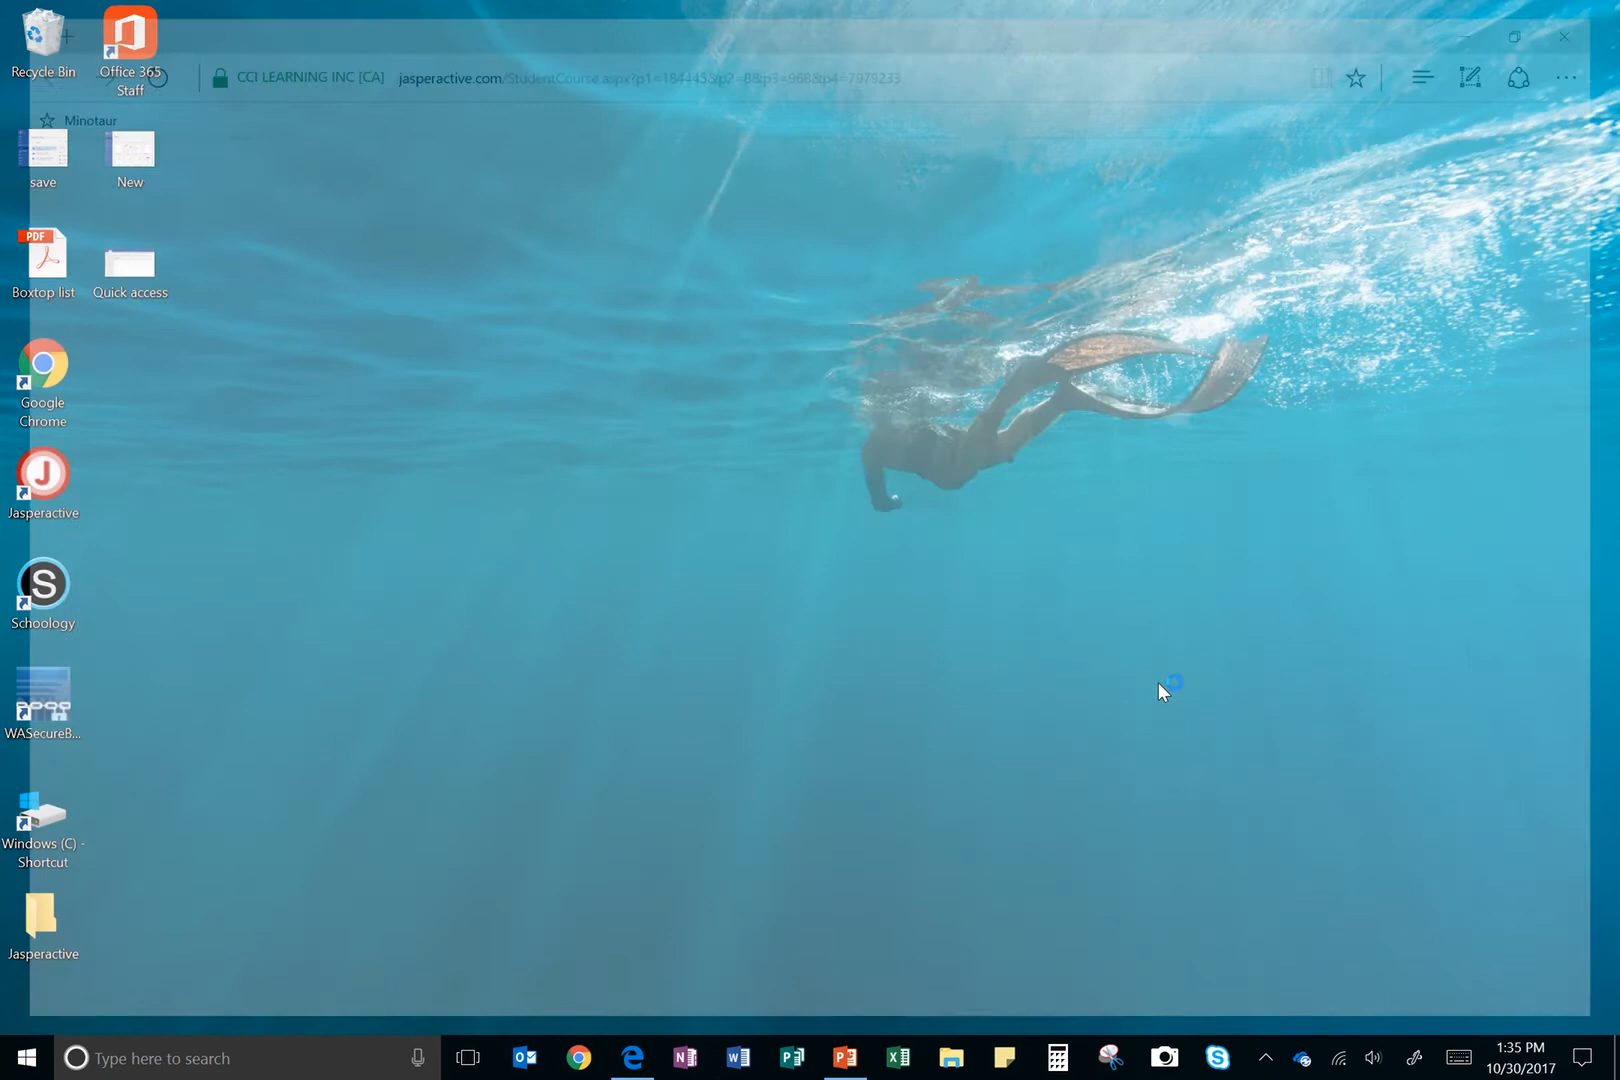 Recycle Bin
Office 365
Staff
CCI LEARNING INC [CA]
jasperactive.com/StudentCourse.aspx?p1=184445&p2=8&p3=968&p4=7979233
Minotaur
save
New
PDF
Boxtop list
Quick access
Google
Chrome
J
Jasperactive
S
Schoology
WASecureB...
Windows (C) -
Shortcut
Jasperactive
Type here to search
1:35 PM
10/30/2017